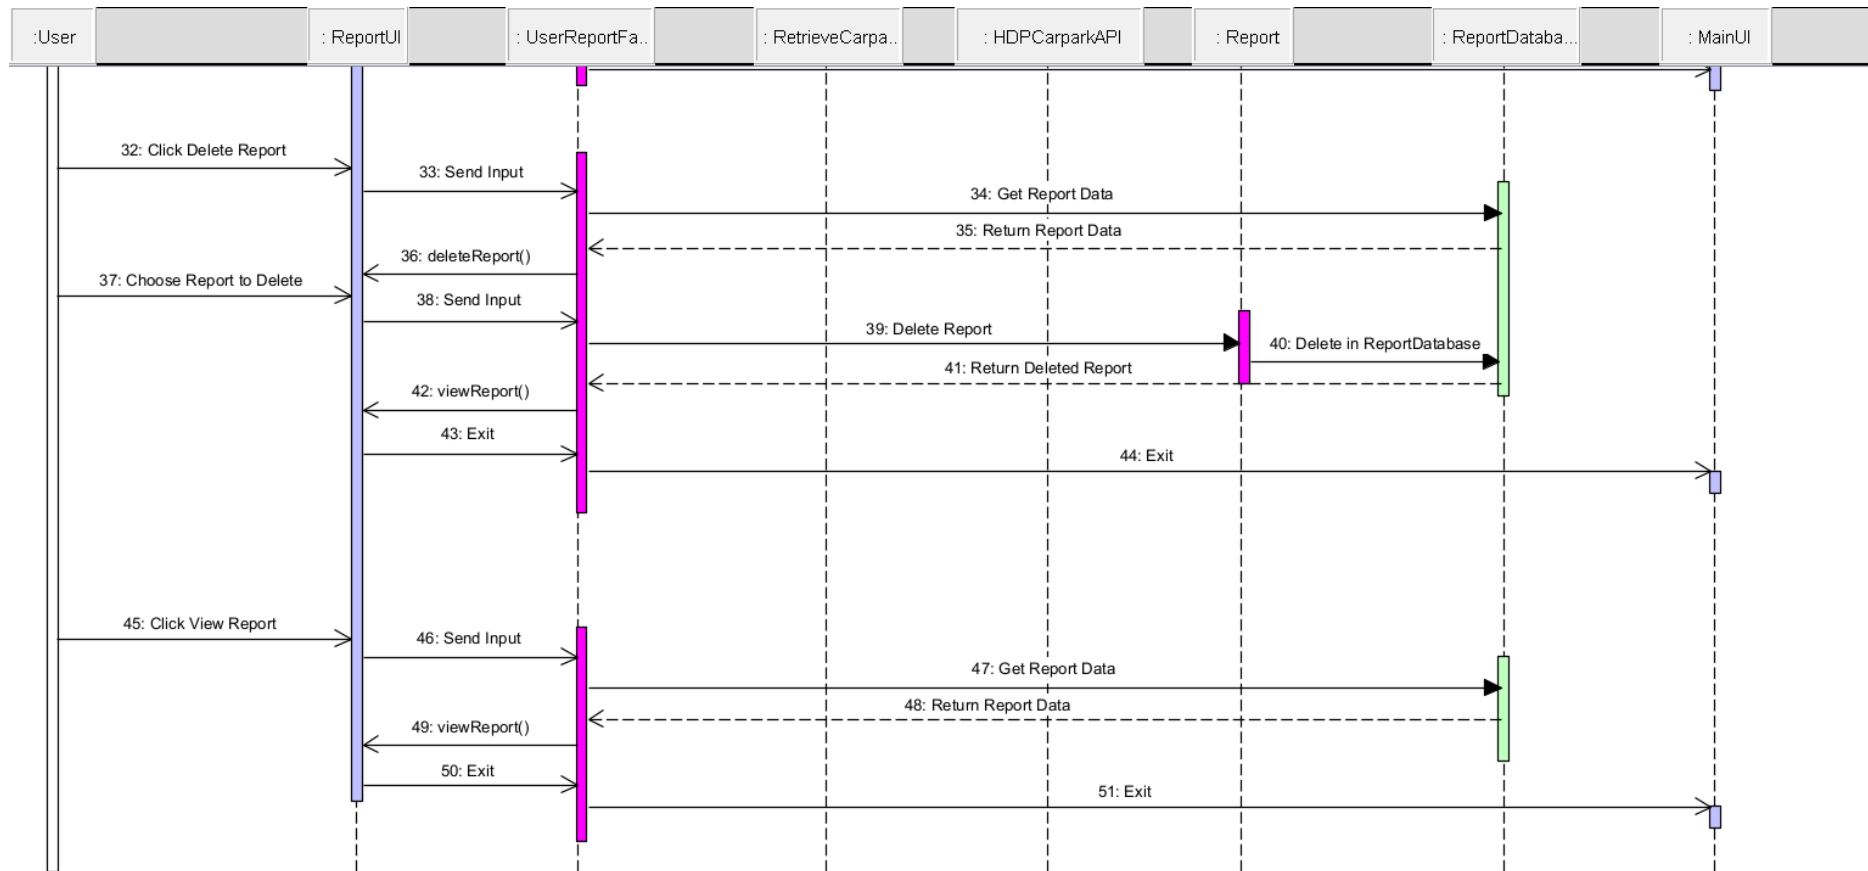 :User
: ReportUI
: UserReportFa..
: RetrieveCarpa..
: HDPCarparkAPI
: Report
: ReportDataba...
: MainUI
32: Click Delete Report
33: Send Input
34: Get Report Data
35: Return Report Data
36: deleteReport()
37: Choose Report to Delete
38: Send Input
39: Delete Report
40: Delete in ReportDatabase
41: Return Deleted Report
42: viewReport()
43: Exit
44: Exit
45: Click View Report
46: Send Input
47: Get Report Data
48: Return Report Data
49: viewReport()
50: Exit
51: Exit